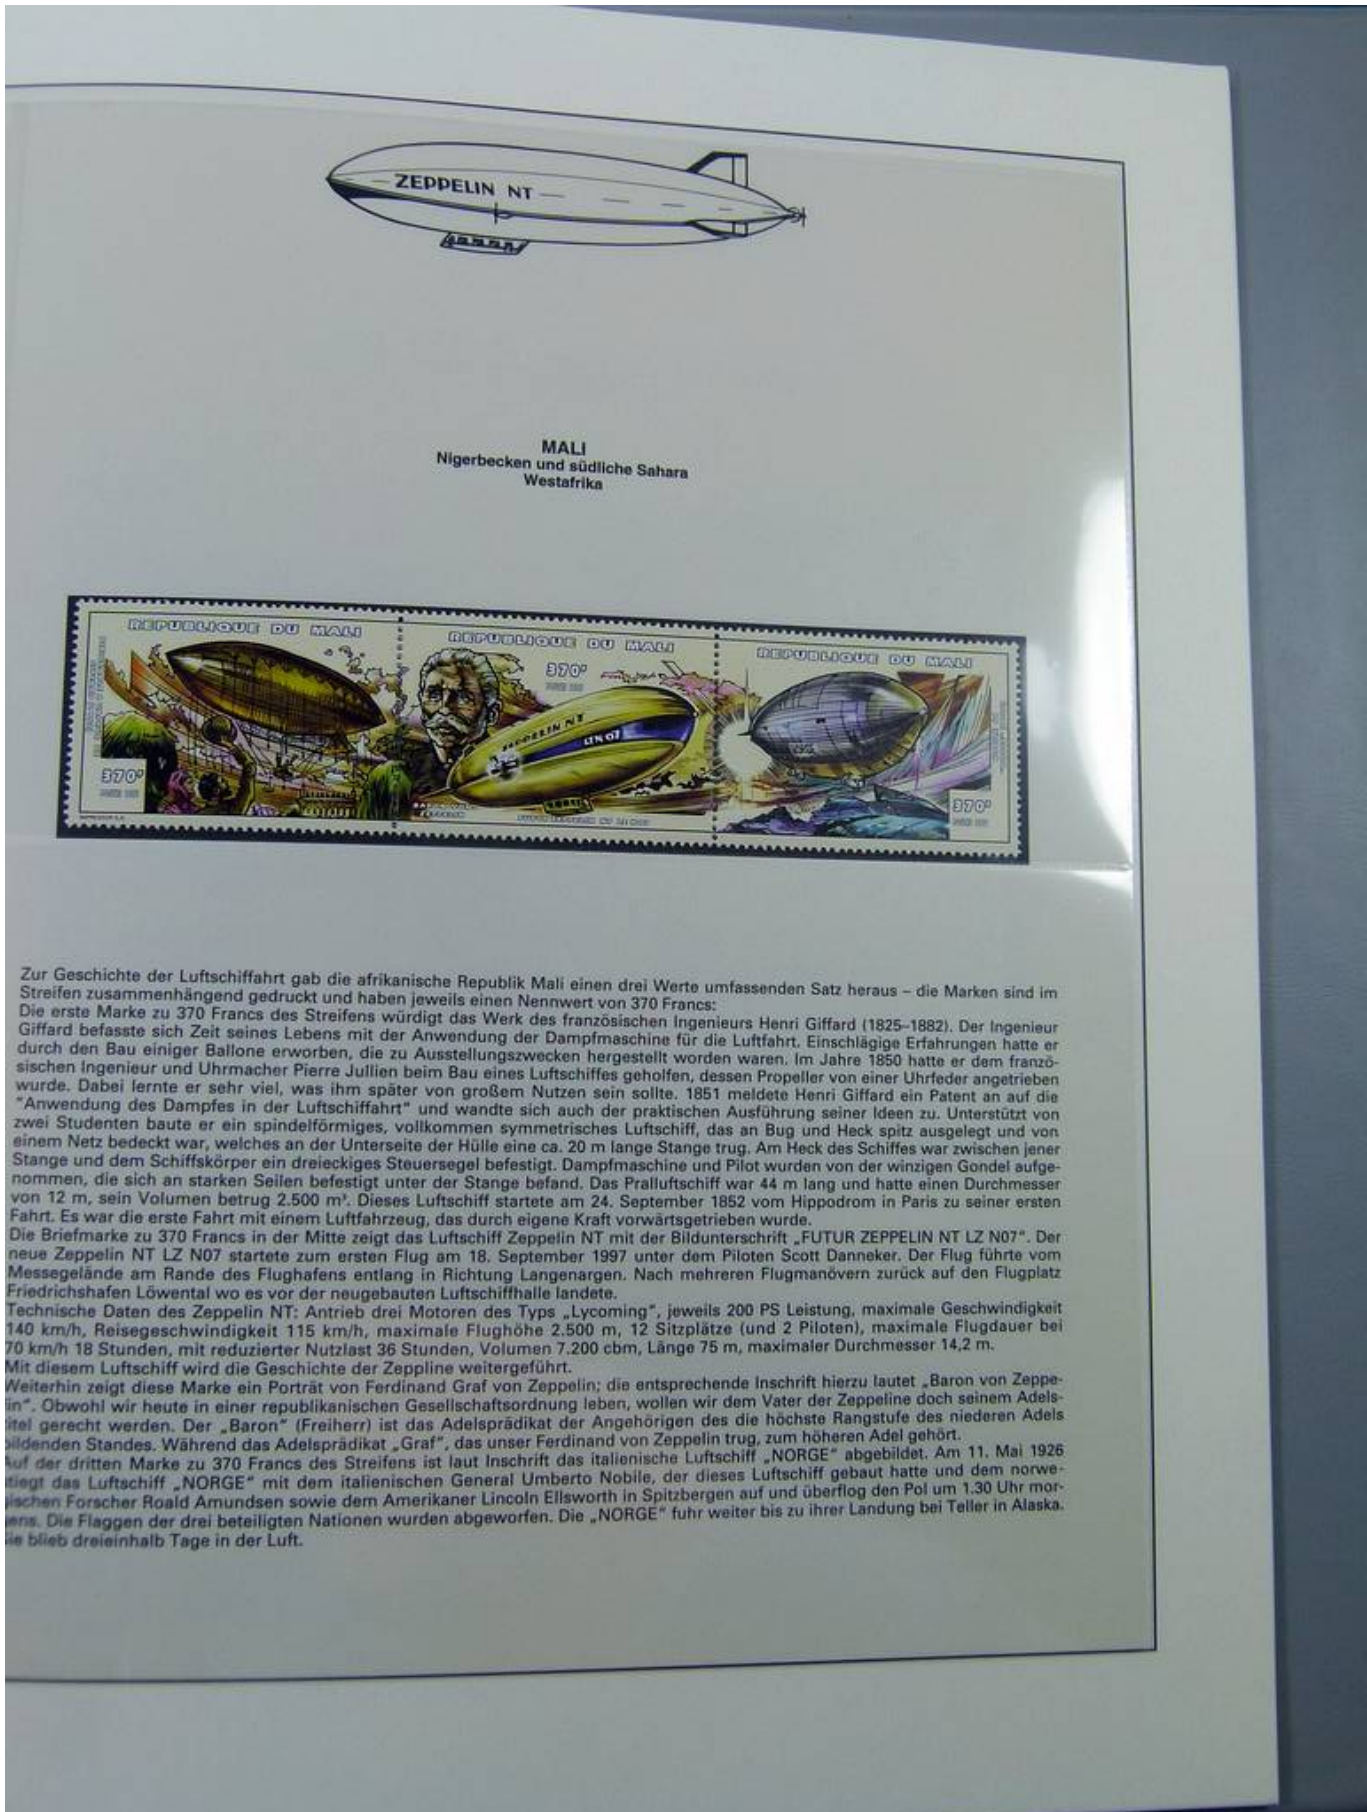 ZEPPELIN NT
MALI
Nigerbecken und südliche Sahara
Westafrika
REPUBLIQUE DU MALI
370F
REPUBLIQUE DU MALI
370F
ZEPPELIN NT
LZ N 07
FUTUR ZEPPELIN NT LZ N07
REPUBLIQUE DU MALI
370F
Zur Geschichte der Luftschiffahrt gab die afrikanische Republik Mali einen drei Werte umfassenden Satz heraus – die Marken sind im
Streifen zusammenhängend gedruckt und haben jeweils einen Nennwert von 370 Francs:
Die erste Marke zu 370 Francs des Streifens würdigt das Werk des französischen Ingenieurs Henri Giffard (1825–1882). Der Ingenieur
Giffard befasste sich Zeit seines Lebens mit der Anwendung der Dampfmaschine für die Luftfahrt. Einschlägige Erfahrungen hatte er
durch den Bau einiger Ballone erworben, die zu Ausstellungszwecken hergestellt worden waren. Im Jahre 1850 hatte er dem franzö-
sischen Ingenieur und Uhrmacher Pierre Jullien beim Bau eines Luftschiffes geholfen, dessen Propeller von einer Uhrfeder angetrieben
wurde. Dabei lernte er sehr viel, was ihm später von großem Nutzen sein sollte. 1851 meldete Henri Giffard ein Patent an auf die
"Anwendung des Dampfes in der Luftschiffahrt" und wandte sich auch der praktischen Ausführung seiner Ideen zu. Unterstützt von
zwei Studenten baute er ein spindelförmiges, vollkommen symmetrisches Luftschiff, das an Bug und Heck spitz ausgelegt und von
einem Netz bedeckt war, welches an der Unterseite der Hülle eine ca. 20 m lange Stange trug. Am Heck des Schiffes war zwischen jener
Stange und dem Schiffskörper ein dreieckiges Steuersegel befestigt. Dampfmaschine und Pilot wurden von der winzigen Gondel aufge-
nommen, die sich an starken Seilen befestigt unter der Stange befand. Das Pralluftschiff war 44 m lang und hatte einen Durchmesser
von 12 m, sein Volumen betrug 2.500 m³. Dieses Luftschiff startete am 24. September 1852 vom Hippodrom in Paris zu seiner ersten
Fahrt. Es war die erste Fahrt mit einem Luftfahrzeug, das durch eigene Kraft vorwärtsgetrieben wurde.
Die Briefmarke zu 370 Francs in der Mitte zeigt das Luftschiff Zeppelin NT mit der Bildunterschrift „FUTUR ZEPPELIN NT LZ N07". Der
neue Zeppelin NT LZ N07 startete zum ersten Flug am 18. September 1997 unter dem Piloten Scott Danneker. Der Flug führte vom
Messegelände am Rande des Flughafens entlang in Richtung Langenargen. Nach mehreren Flugmanövern zurück auf den Flugplatz
Friedrichshafen Löwental wo es vor der neugebauten Luftschiffhalle landete.
Technische Daten des Zeppelin NT: Antrieb drei Motoren des Typs „Lycoming", jeweils 200 PS Leistung, maximale Geschwindigkeit
140 km/h, Reisegeschwindigkeit 115 km/h, maximale Flughöhe 2.500 m, 12 Sitzplätze (und 2 Piloten), maximale Flugdauer bei
70 km/h 18 Stunden, mit reduzierter Nutzlast 36 Stunden, Volumen 7.200 cbm, Länge 75 m, maximaler Durchmesser 14,2 m.
Mit diesem Luftschiff wird die Geschichte der Zeppline weitergeführt.
Weiterhin zeigt diese Marke ein Porträt von Ferdinand Graf von Zeppelin; die entsprechende Inschrift hierzu lautet „Baron von Zeppe-
in". Obwohl wir heute in einer republikanischen Gesellschaftsordnung leben, wollen wir dem Vater der Zeppeline doch seinem Adels-
titel gerecht werden. Der „Baron" (Freiherr) ist das Adelsprädikat der Angehörigen des die höchste Rangstufe des niederen Adels
bildenden Standes. Während das Adelsprädikat „Graf", das unser Ferdinand von Zeppelin trug, zum höheren Adel gehört.
Auf der dritten Marke zu 370 Francs des Streifens ist laut Inschrift das italienische Luftschiff „NORGE" abgebildet. Am 11. Mai 1926
stiegt das Luftschiff „NORGE" mit dem italienischen General Umberto Nobile, der dieses Luftschiff gebaut hatte und dem norwe-
gischen Forscher Roald Amundsen sowie dem Amerikaner Lincoln Ellsworth in Spitzbergen auf und überflog den Pol um 1.30 Uhr mor-
gens. Die Flaggen der drei beteiligten Nationen wurden abgeworfen. Die „NORGE" fuhr weiter bis zu ihrer Landung bei Teller in Alaska.
Sie blieb dreieinhalb Tage in der Luft.